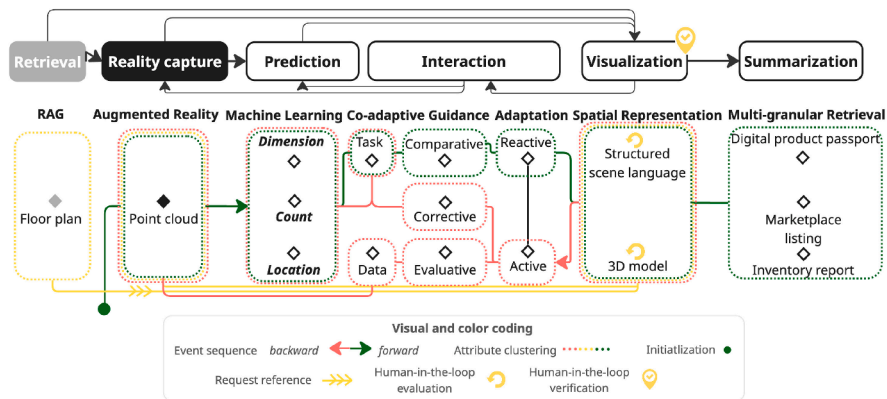 Retrieval
Reality capture
Prediction
Interaction
Visualization
Summarization
RAG
Augmented Reality
Machine Learning
Co-adaptive Guidance
Adaptation
Spatial Representation
Multi-granular Retrieval
Dimension
Task
Comparative
Reactive
Structured
scene language
Digital product passport
Floor plan
Point cloud
Count
Corrective
Marketplace
listing
Location
Data
Evaluative
Active
3D model
Inventory report
Visual and color coding
Event sequence backward forward Attribute clustering Initiatlization
Request reference Human-in-the-loop
evaluation Human-in-the-loop
verification